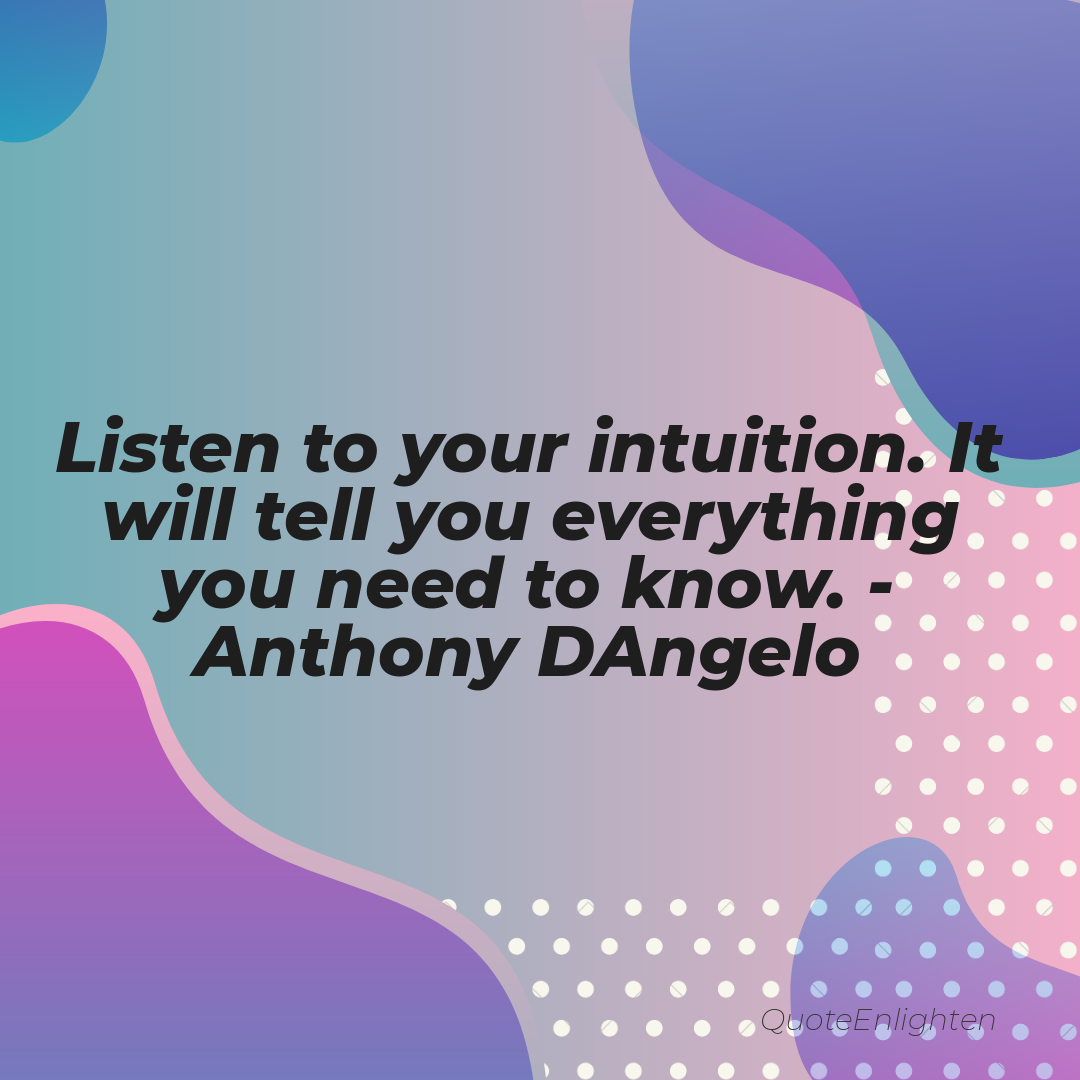 Listen to your intuition. It
will tell you everything
you need to know. -
Anthony DAngelo
QuoteEnlighten